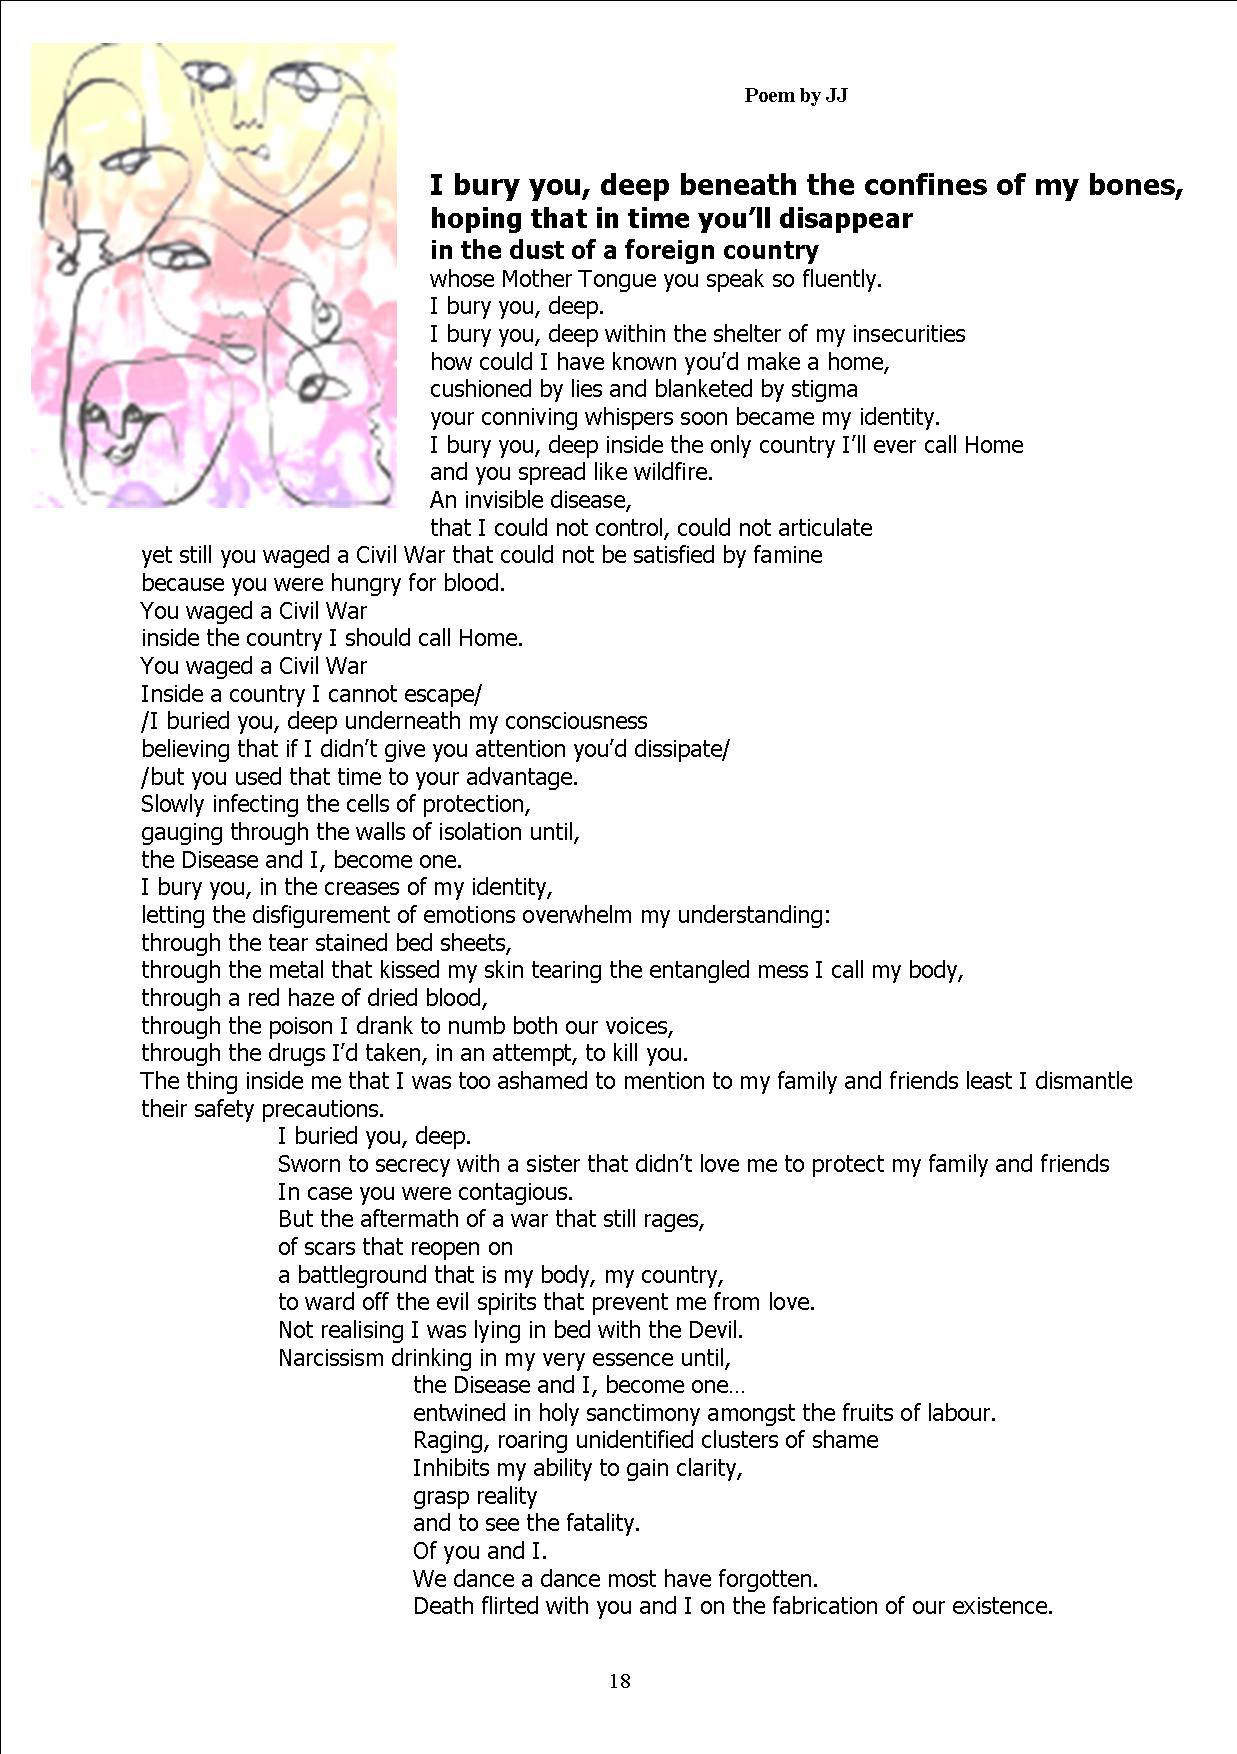 Poem by JJ
I bury you, deep beneath the confines of my bones,
hoping that in time you’ll disappear
in the dust of a foreign country
whose Mother Tongue you speak so fluently.
I bury you, deep.
I bury you, deep within the shelter of my insecurities
how could I have known you’d make a home,
cushioned by lies and blanketed by stigma
your conniving whispers soon became my identity.
I bury you, deep inside the only country I’ll ever call Home
and you spread like wildfire.
An invisible disease,
that I could not control, could not articulate
yet still you waged a Civil War that could not be satisfied by famine
because you were hungry for blood.
You waged a Civil War
inside the country I should call Home.
You waged a Civil War
Inside a country I cannot escape/
/I buried you, deep underneath my consciousness
believing that if I didn’t give you attention you’d dissipate/
/but you used that time to your advantage.
Slowly infecting the cells of protection,
gauging through the walls of isolation until,
the Disease and I, become one.
I bury you, in the creases of my identity,
letting the disfigurement of emotions overwhelm my understanding:
through the tear stained bed sheets,
through the metal that kissed my skin tearing the entangled mess I call my body,
through a red haze of dried blood,
through the poison I drank to numb both our voices,
through the drugs I’d taken, in an attempt, to kill you.
The thing inside me that I was too ashamed to mention to my family and friends least I dismantle
their safety precautions.
I buried you, deep.
Sworn to secrecy with a sister that didn’t love me to protect my family and friends
In case you were contagious.
But the aftermath of a war that still rages,
of scars that reopen on
a battleground that is my body, my country,
to ward off the evil spirits that prevent me from love.
Not realising I was lying in bed with the Devil.
Narcissism drinking in my very essence until,
the Disease and I, become one…
entwined in holy sanctimony amongst the fruits of labour.
Raging, roaring unidentified clusters of shame
Inhibits my ability to gain clarity,
grasp reality
and to see the fatality.
Of you and I.
We dance a dance most have forgotten.
Death flirted with you and I on the fabrication of our existence.
18